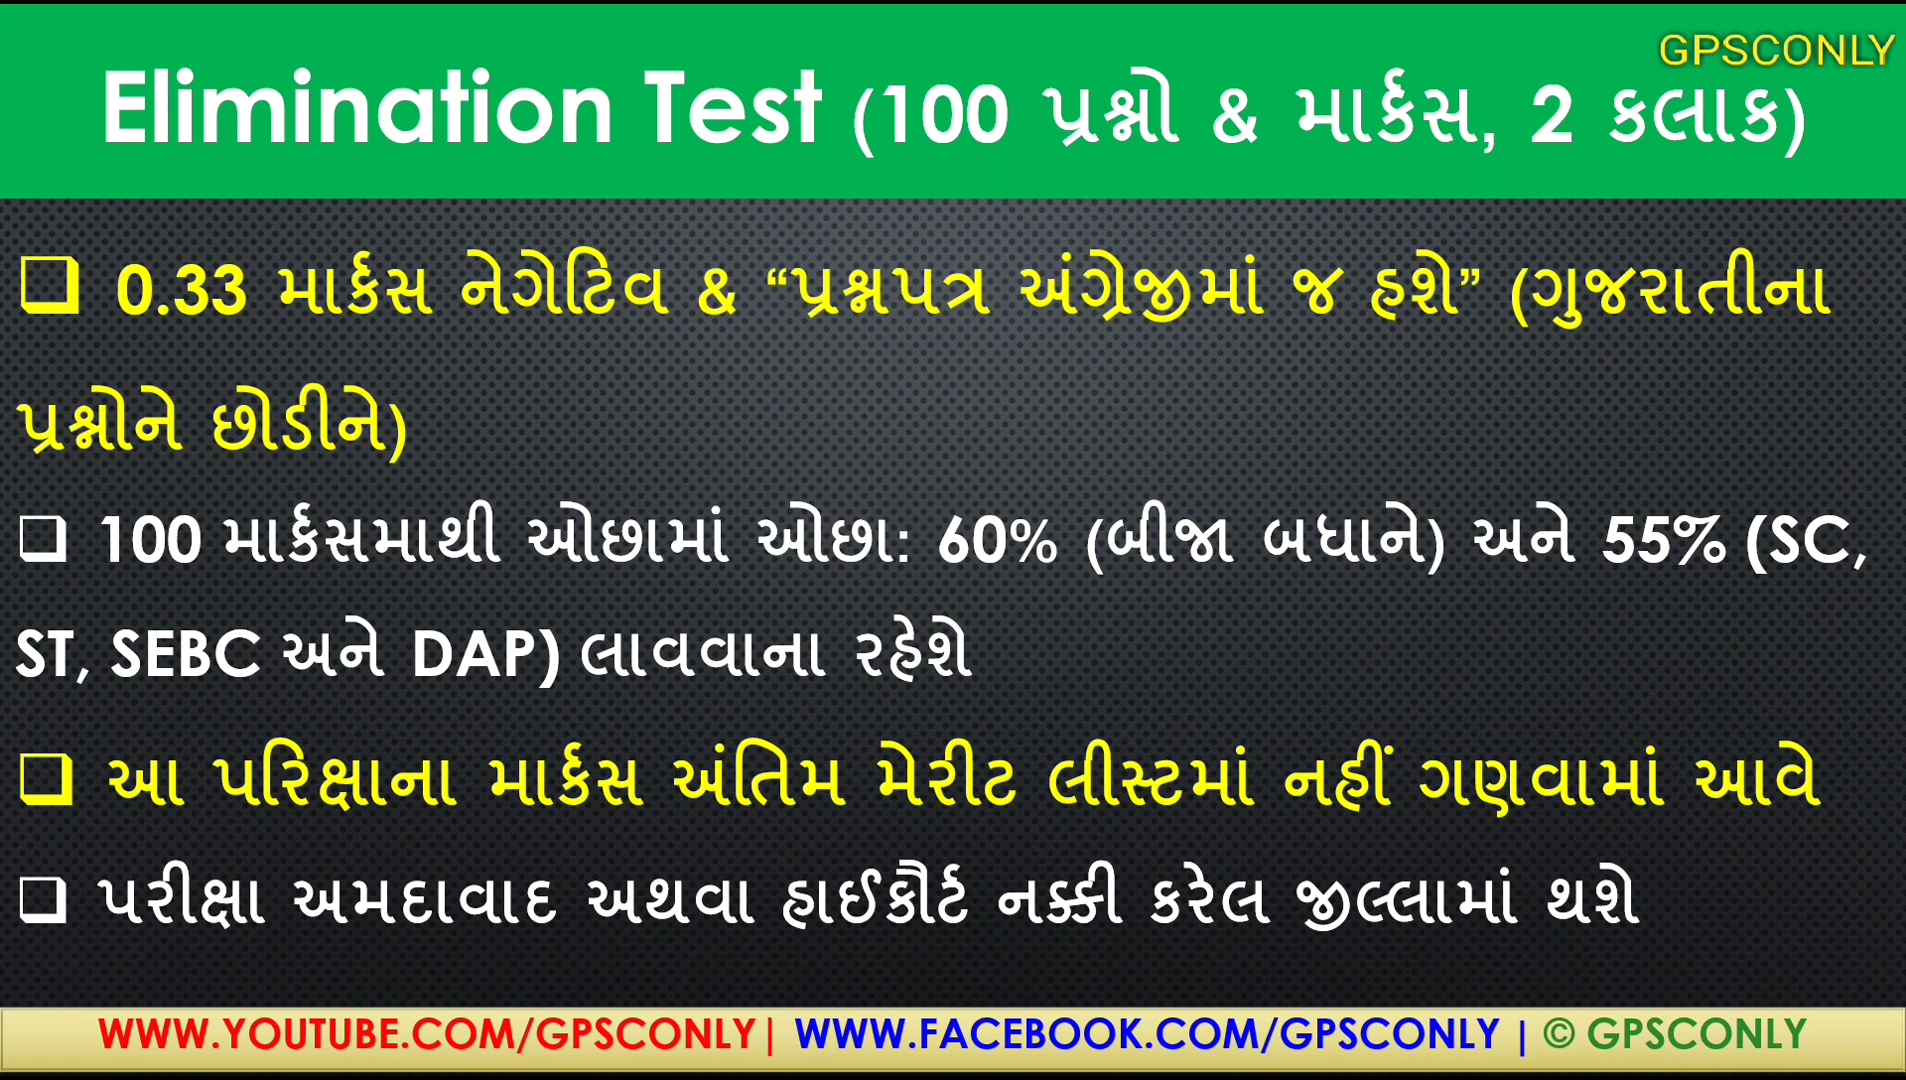 GPSCONLY
Elimination Test (100 પ્રશ્નો & માર્કસ, 2 કલાક)
❑ 0.33 માર્કસ નેગેટિવ & “પ્રશ્નપત્ર અંગ્રેજીમાં જ હશે” (ગુજરાતીના
પ્રશ્નોને છોડીને)
❑ 100 માર્કસમાથી ઓછામાં ઓછા: 60% (બીજા બધાને) અને 55% (SC,
ST, SEBC અને DAP) લાવવાના રહેશે
❑ આ પરિક્ષાના માર્કસ અંતિમ મેરીટ લીસ્ટમાં નહીં ગણવામાં આવે
❑ પરીક્ષા અમદાવાદ અથવા હાઈકૌર્ટ નક્કી કરેલ જીલ્લામાં થશે
WWW.YOUTUBE.COM/GPSCONLY| WWW.FACEBOOK.COM/GPSCONLY | © GPSCONLY